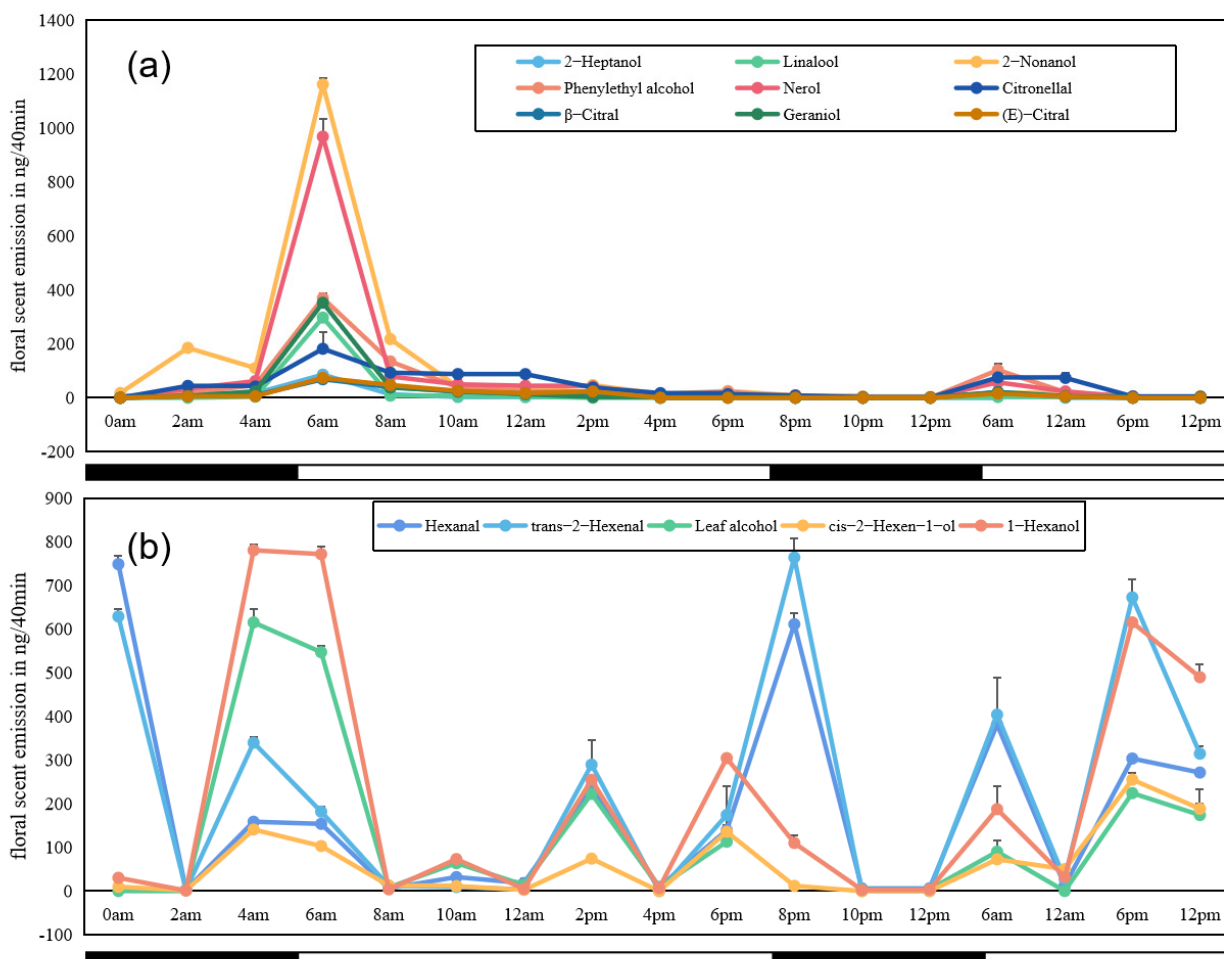 1400
1200
1000
800
600
400
200
0
-200
floral scent emission in ng/40min
(a)
2−Heptanol Linalool 2−Nonanol
Phenylethyl alcohol Nerol Citronellal
β−Citral Geraniol (E)−Citral
0am 2am 4am 6am 8am 10am 12am 2pm 4pm 6pm 8pm 10pm 12pm 6am 12am 6pm 12pm
900
800
700
600
500
400
300
200
100
0
-100
floral scent emission in ng/40min
(b)
Hexanal trans−2−Hexenal Leaf alcohol cis−2−Hexen−1−ol 1−Hexanol
0am 2am 4am 6am 8am 10am 12am 2pm 4pm 6pm 8pm 10pm 12pm 6am 12am 6pm 12pm